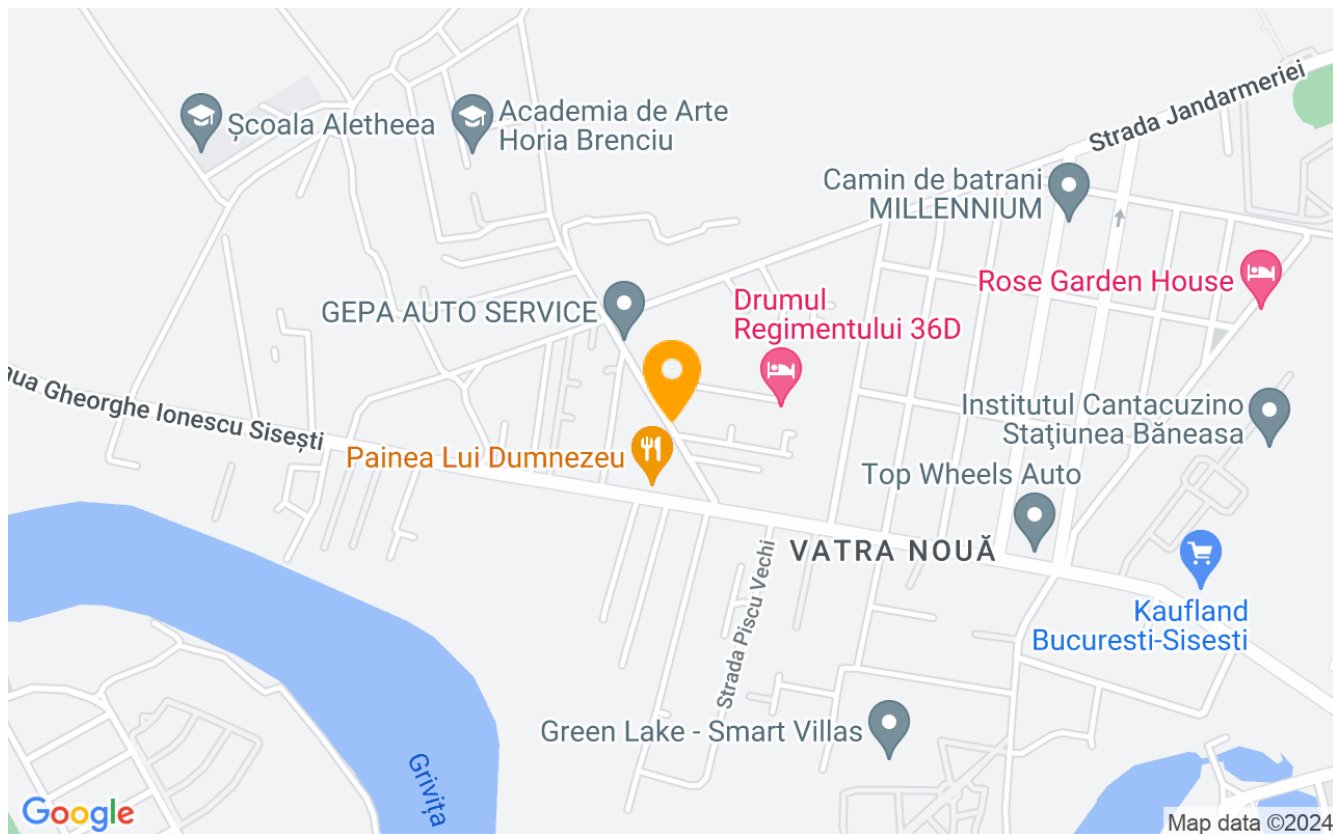 Strada Jandarmeriei
Școala Aletheea
Academia de Arte
Horia Brenciu
Camin de batrani
MILLENNIUM
Rose Garden House
GEPA AUTO SERVICE
Drumul
Regimentului 36D
Gheorghe Ionescu Sisești
Institutul Cantacuzino
Staţiunea Băneasa
Painea Lui Dumnezeu
Top Wheels Auto
VATRA NOUĂ
Strada Piscu Vechi
Kaufland
Bucuresti-Sisesti
Green Lake - Smart Villas
Grivița
Google
Map data ©2024